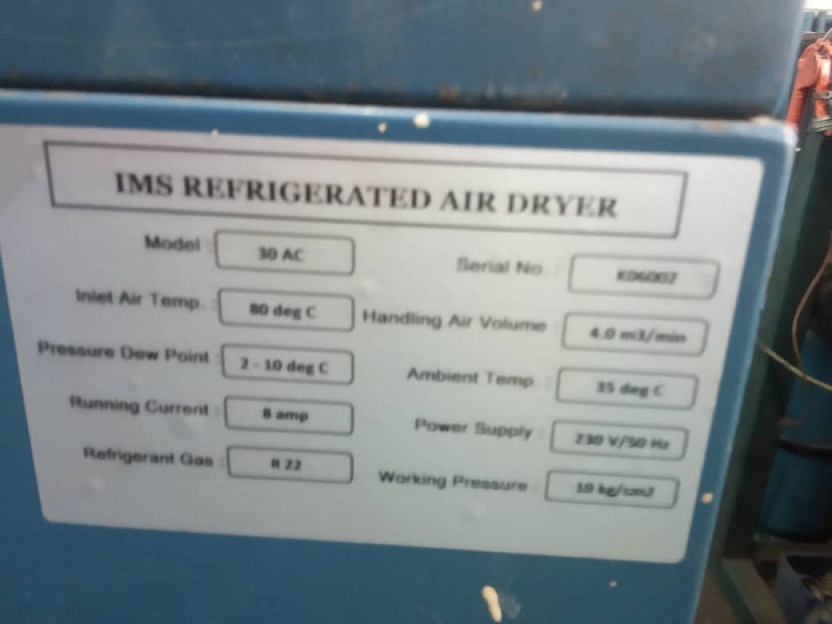 IMS REFRIGERATED AIR DRYER
Model : 30 AC
Serial No. : K06002
Inlet Air Temp. : 80 deg C
Handling Air Volume : 4.0 m3/min
Pressure Dew Point : 2 - 10 deg C
Ambient Temp. : 35 deg C
Running Current : 8 amp
Power Supply : 230 V/50 Hz
Refrigerant Gas : R 22
Working Pressure : 10 kg/cm2